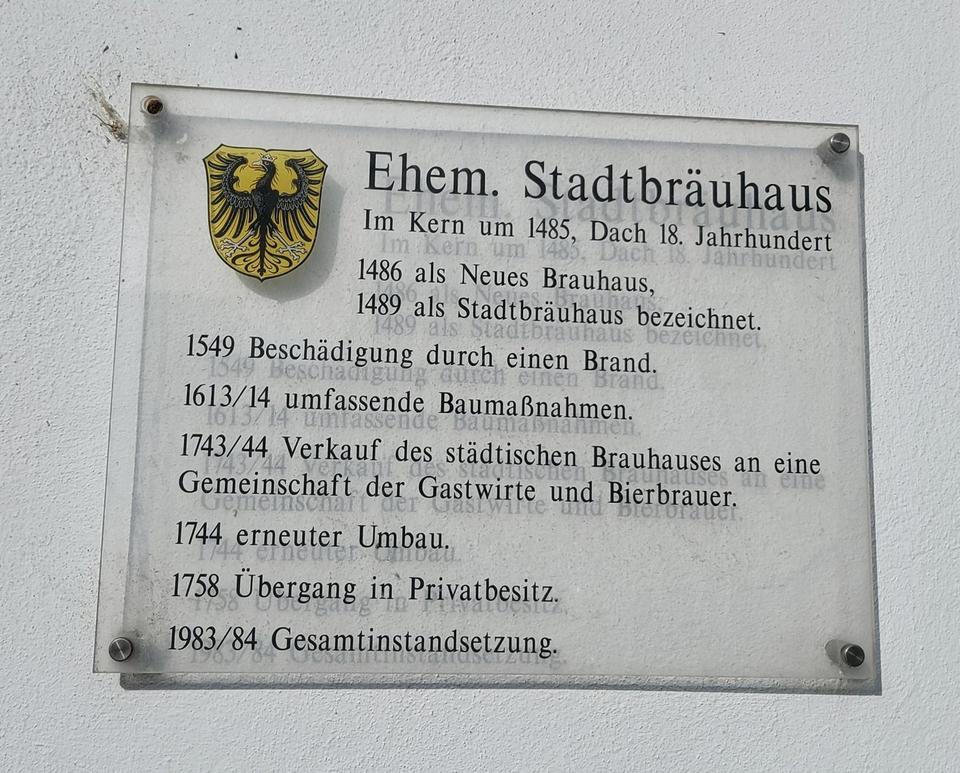 Ehem. Stadtbräuhaus
Im Kern um 1485, Dach 18. Jahrhundert
1486 als Neues Brauhaus,
1489 als Stadtbräuhaus bezeichnet.
1549 Beschädigung durch einen Brand.
1613/14 umfassende Baumaßnahmen.
1743/44 Verkauf des städtischen Brauhauses an eine
Gemeinschaft der Gastwirte und Bierbrauer.
1744 erneuter Umbau.
1758 Übergang in Privatbesitz.
1983/84 Gesamtinstandsetzung.